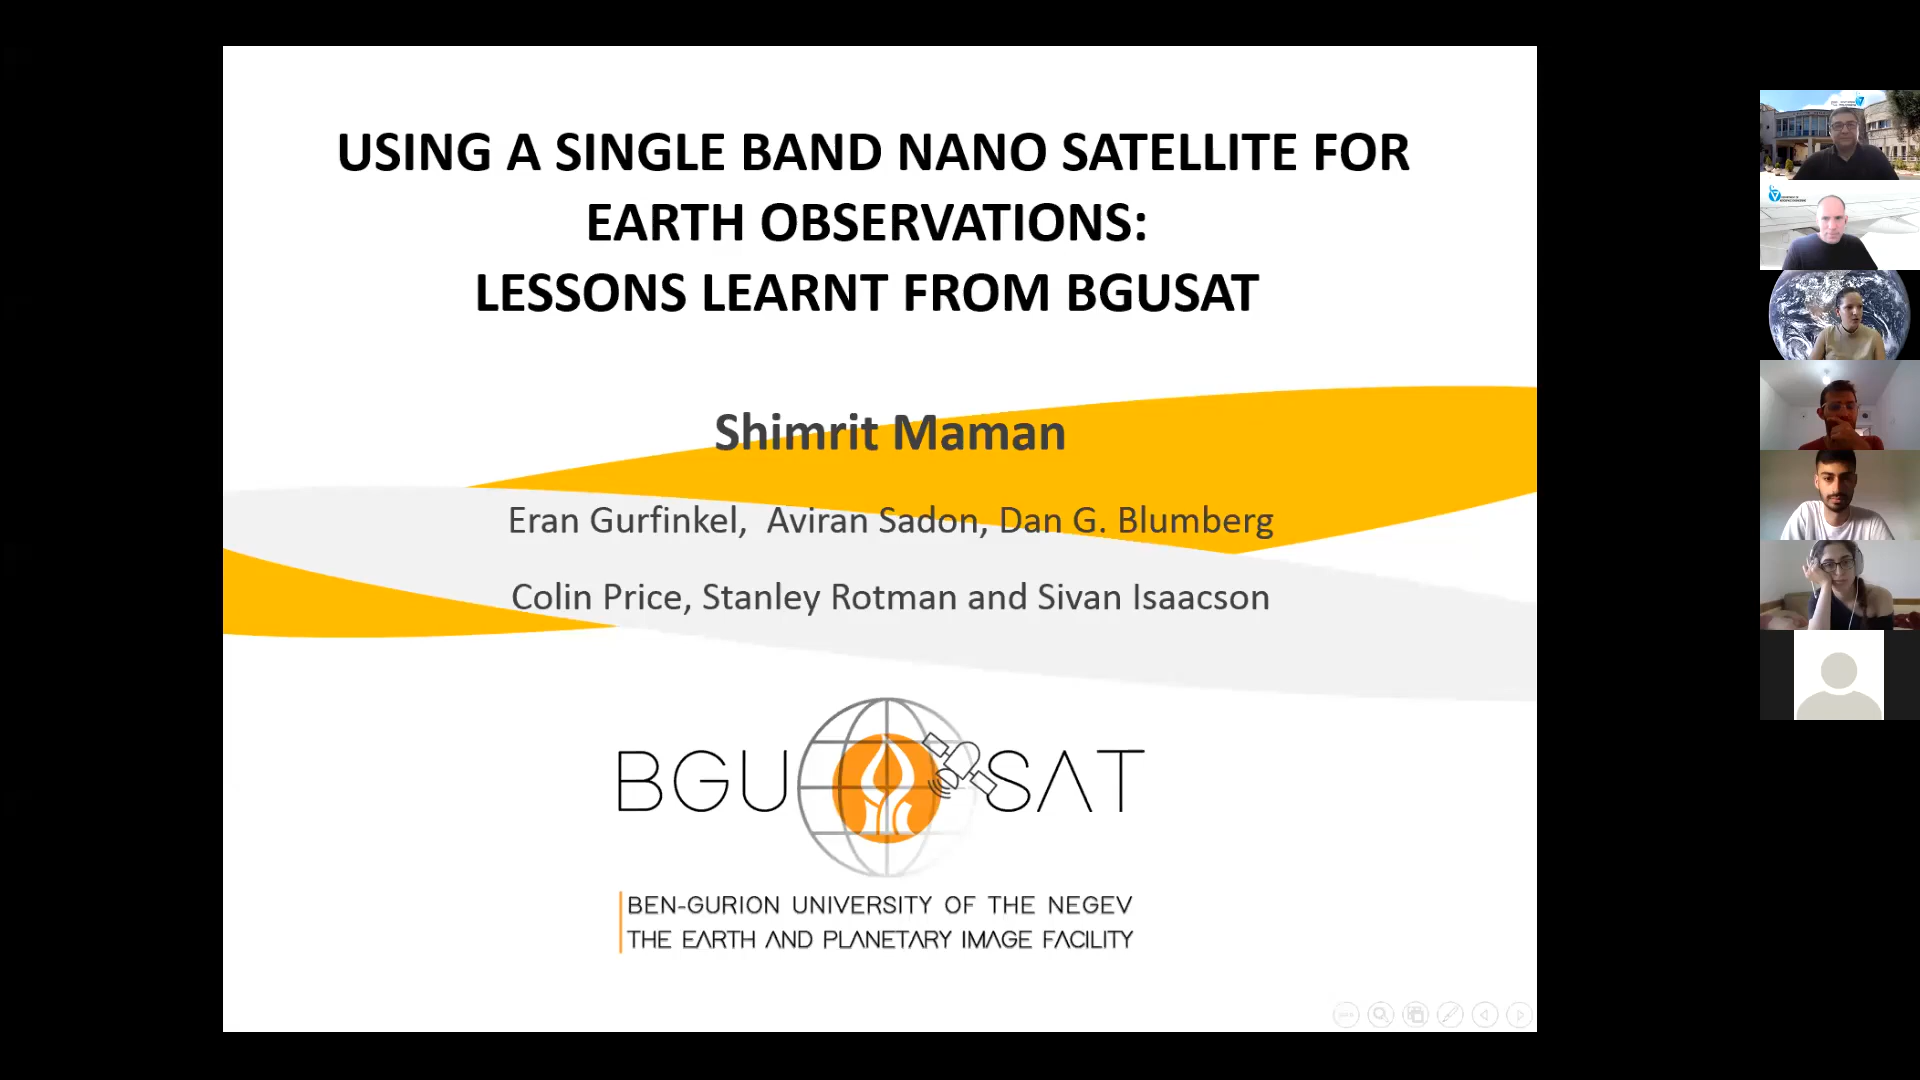 USING A SINGLE BAND NANO SATELLITE FOR
EARTH OBSERVATIONS:
LESSONS LEARNT FROM BGUSAT
Shimrit Maman
Eran Gurfinkel,  Aviran Sadon, Dan G. Blumberg
Colin Price, Stanley Rotman and Sivan Isaacson
BGU SAT
BEN-GURION UNIVERSITY OF THE NEGEV
THE EARTH AND PLANETARY IMAGE FACILITY